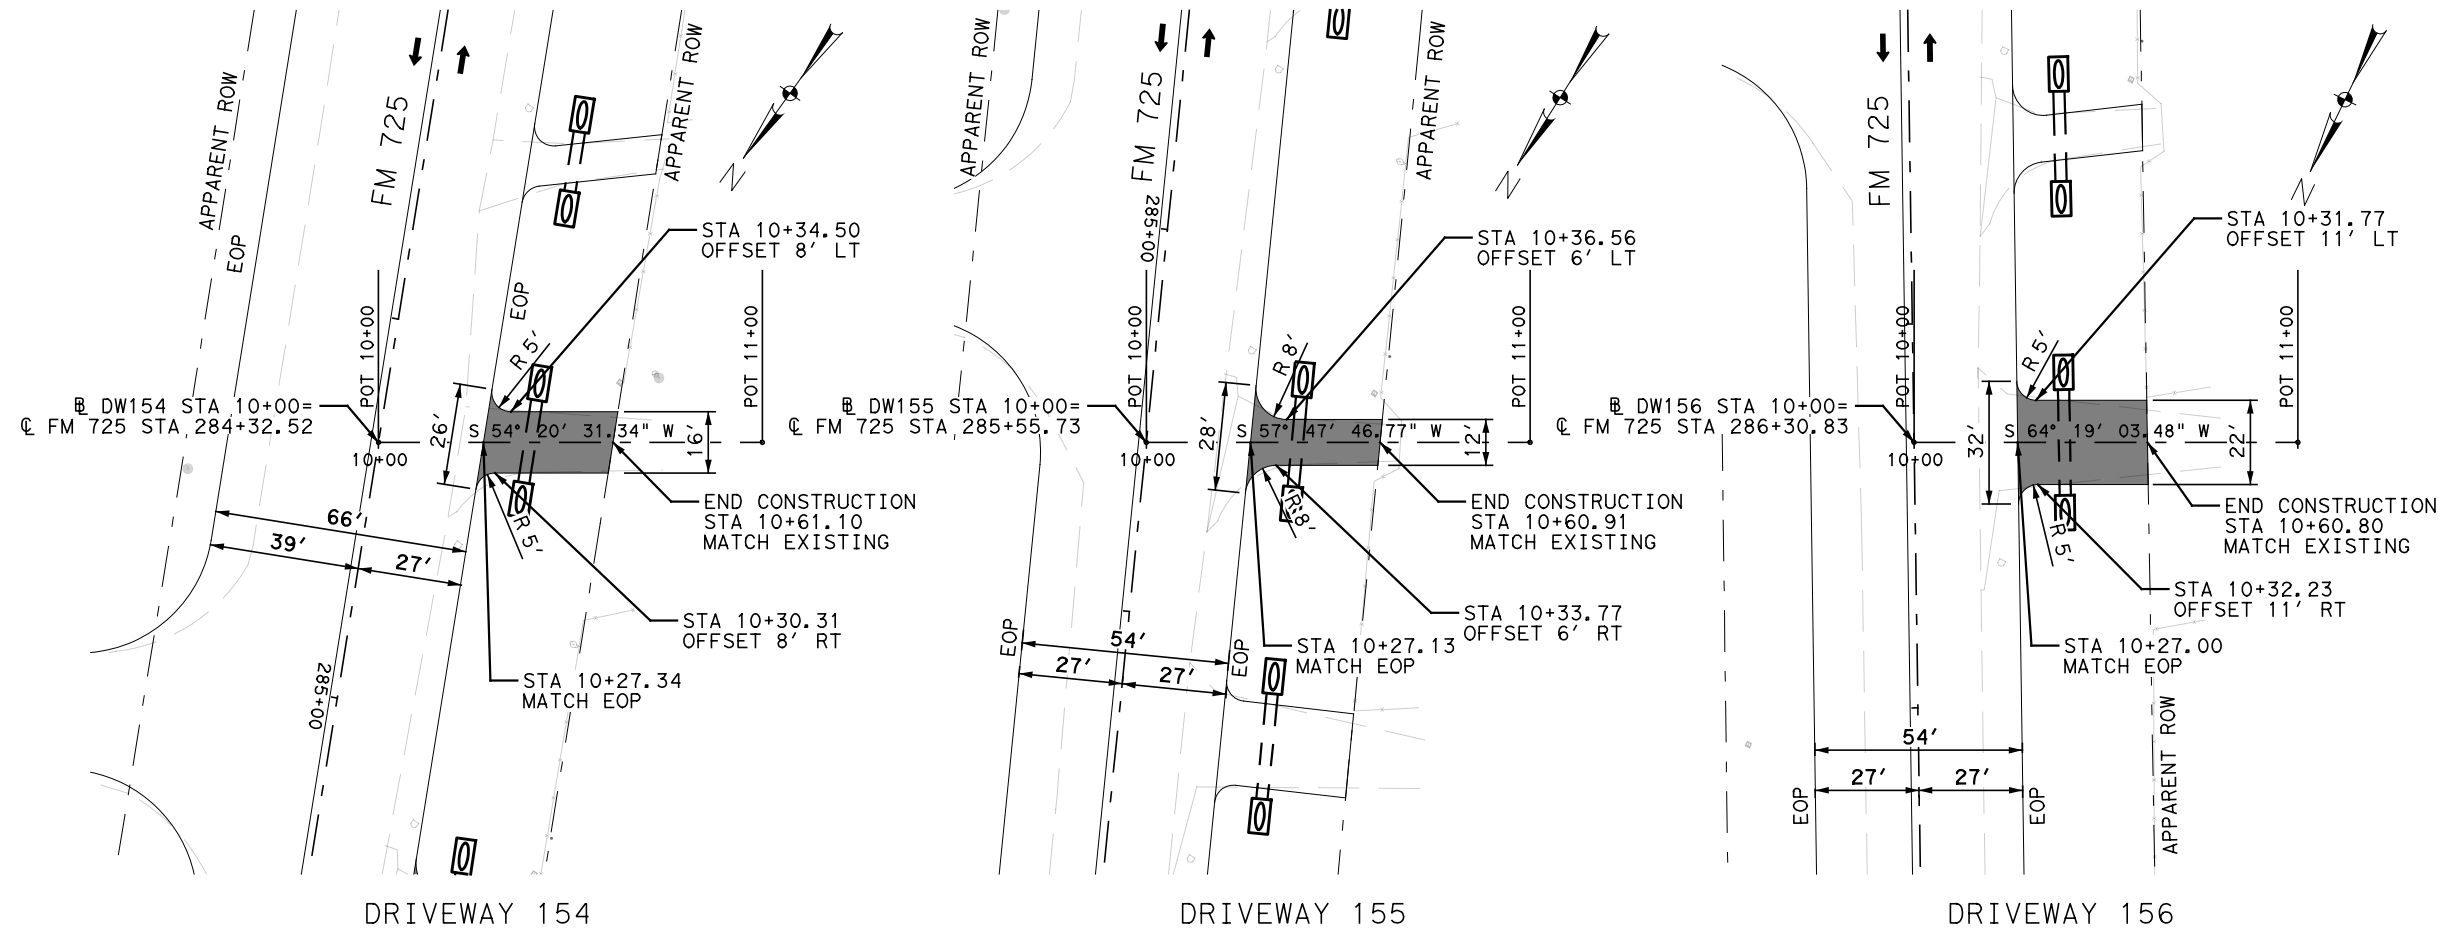 APPARENT ROW
EOP
FM 725
APPARENT ROW
N
STA 10+34.50
OFFSET 8' LT
EOP
POT 10+00
POT 11+00
R 5'
℄ FM 725 STA 284+32.52
BL DW154 STA 10+00=
10+00
26'
S 54° 20' 31.34" W
16'
END CONSTRUCTION
STA 10+61.10
MATCH EXISTING
R 5'
66'
39'
27'
STA 10+30.31
OFFSET 8' RT
STA 10+27.34
MATCH EOP
285+00
DRIVEWAY 154
APPARENT ROW
FM 725
285+00
APPARENT ROW
N
STA 10+36.56
OFFSET 6' LT
POT 10+00
POT 11+00
R 8'
BL DW155 STA 10+00=
℄ FM 725 STA 285+55.73
10+00
28'
S 57° 47' 46.77" W
12'
END CONSTRUCTION
STA 10+60.91
MATCH EXISTING
R 8'
STA 10+33.77
OFFSET 6' RT
STA 10+27.13
MATCH EOP
EOP
54'
27'
27'
EOP
DRIVEWAY 155
FM 725
N
STA 10+31.77
OFFSET 11' LT
POT 10+00
POT 11+00
R 5'
BL DW156 STA 10+00=
℄ FM 725 STA 286+30.83
10+00
32'
S 64° 19' 03.48" W
22'
END CONSTRUCTION
STA 10+60.80
MATCH EXISTING
R 5'
STA 10+32.23
OFFSET 11' RT
STA 10+27.00
MATCH EOP
APPARENT ROW
54'
27'
27'
EOP
EOP
DRIVEWAY 156